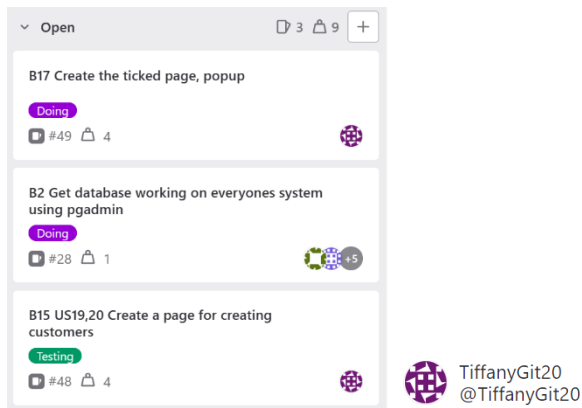 Open 3 9 +
B17 Create the ticked page, popup
Doing
#49 4
B2 Get database working on everyones system
using pgadmin
Doing
#28 1 +5
B15 US19,20 Create a page for creating
customers
Testing
#48 4
TiffanyGit20
@TiffanyGit20